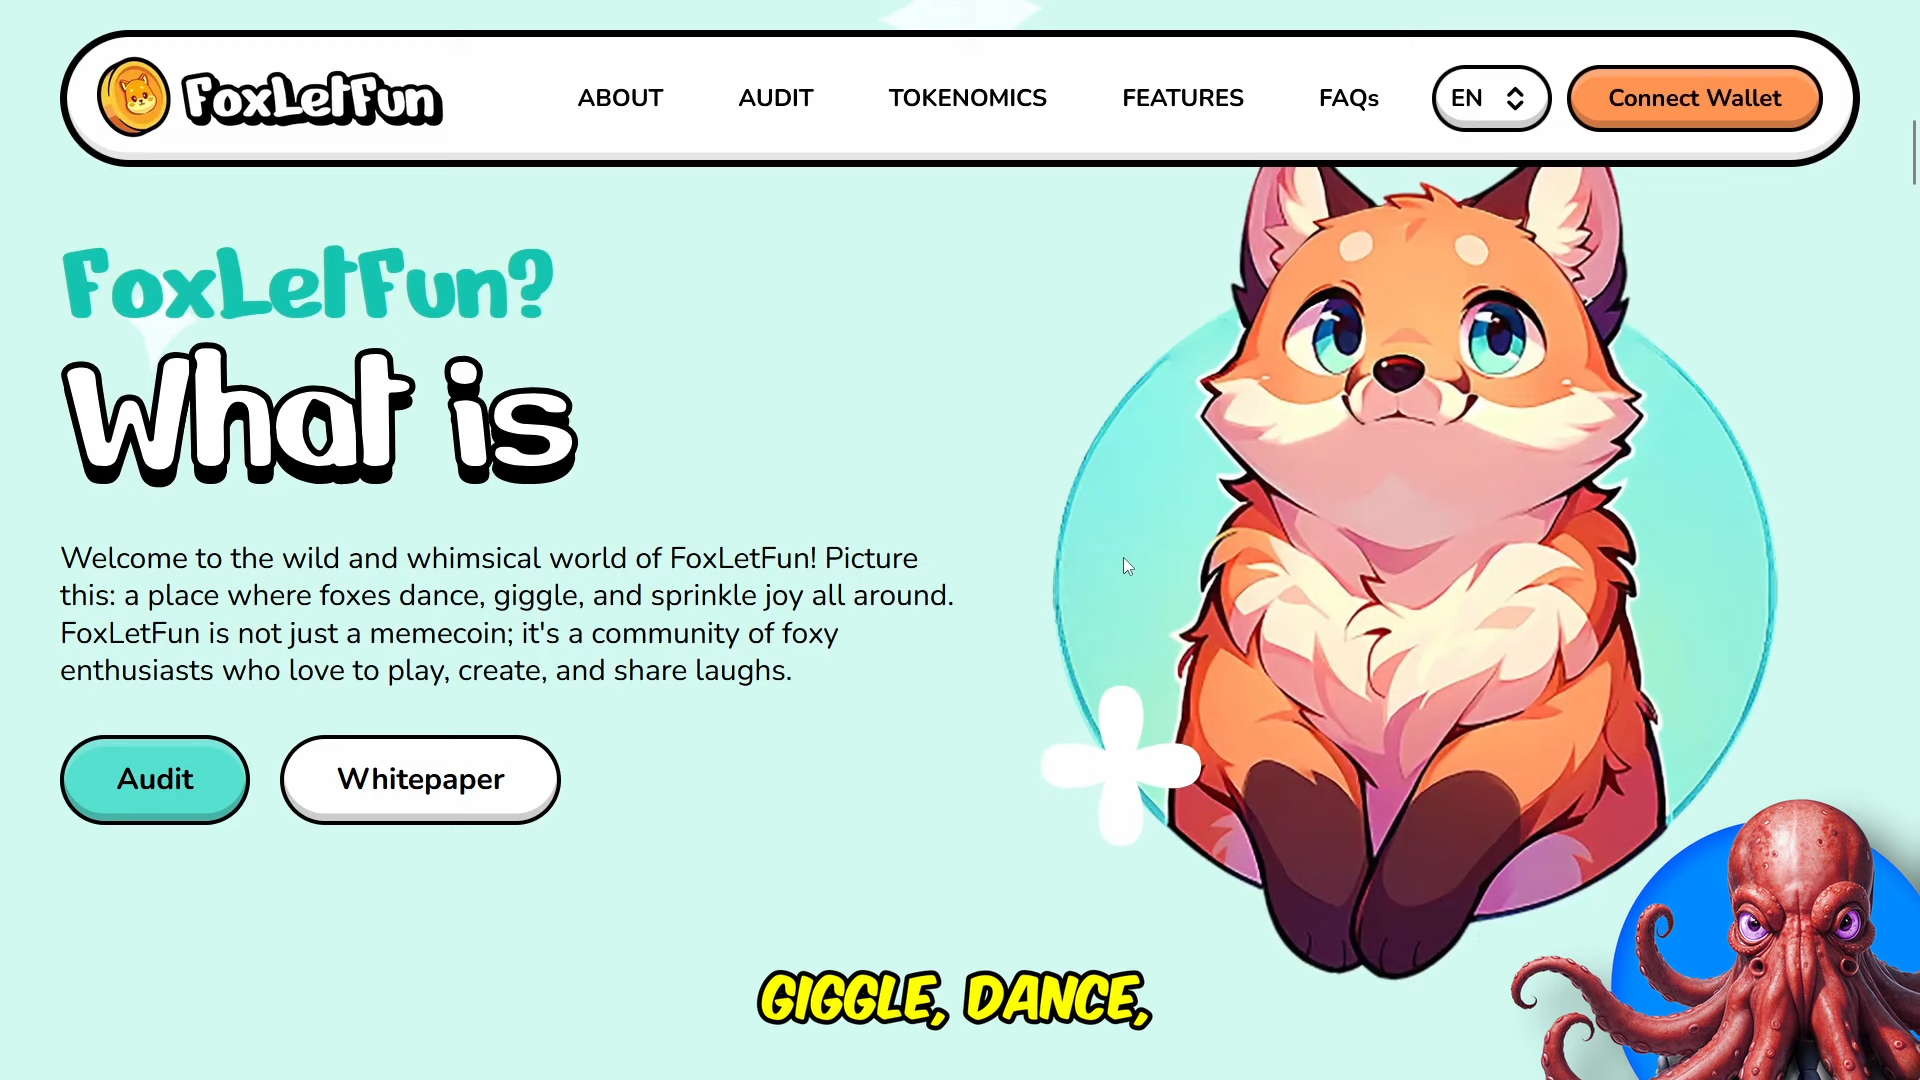 FoxLetFun
ABOUT
AUDIT
TOKENOMICS
FEATURES
FAQs
EN
Connect Wallet
FoxLetFun?
What is
Welcome to the wild and whimsical world of FoxLetFun! Picture
this: a place where foxes dance, giggle, and sprinkle joy all around.
FoxLetFun is not just a memecoin; it's a community of foxy
enthusiasts who love to play, create, and share laughs.
Audit
Whitepaper
GIGGLE, DANCE,